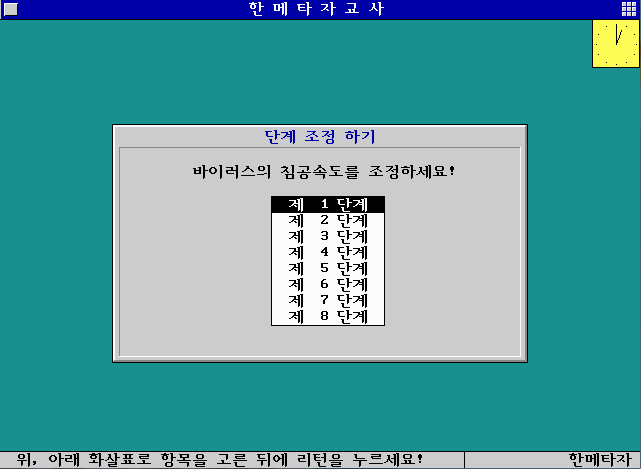 한 메 타 자 교 사
단계 조정 하기
바이러스의 침공속도를 조정하세요!
제 1 단계
제 2 단계
제 3 단계
제 4 단계
제 5 단계
제 6 단계
제 7 단계
제 8 단계
위, 아래 화살표로 항목을 고른 뒤에 리턴을 누르세요!
한메타자